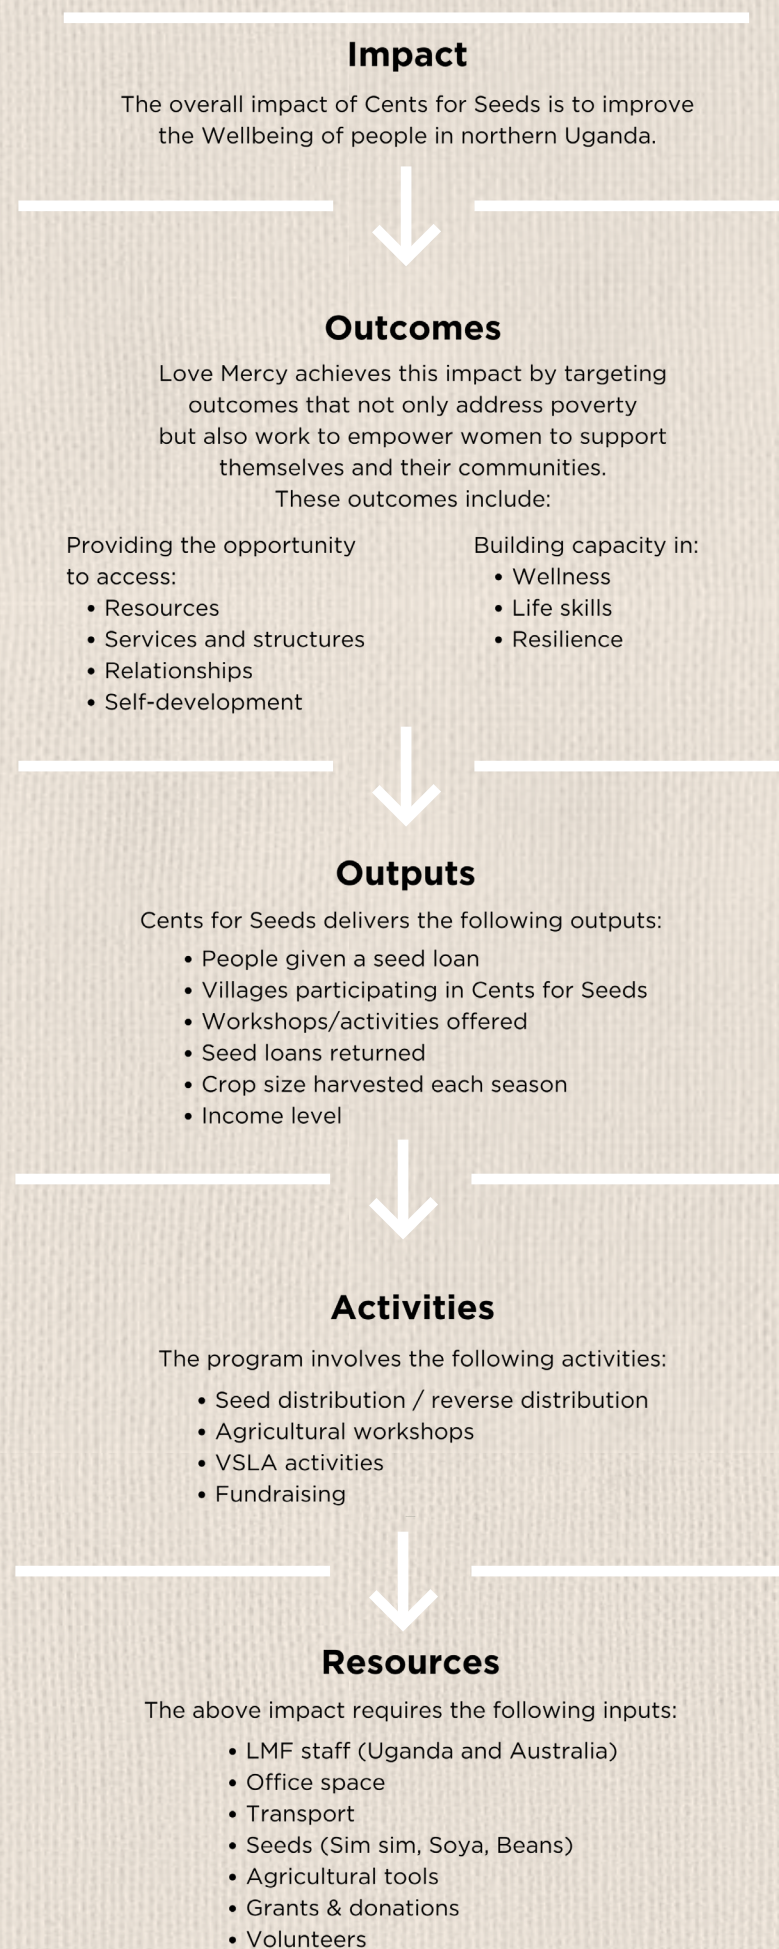 Impact
The overall impact of Cents for Seeds is to improve
the Wellbeing of people in northern Uganda.
Outcomes
Love Mercy achieves this impact by targeting
outcomes that not only address poverty
but also work to empower women to support
themselves and their communities.
These outcomes include:
Providing the opportunity
to access:
• Resources
• Services and structures
• Relationships
• Self-development
Building capacity in:
• Wellness
• Life skills
• Resilience
Outputs
Cents for Seeds delivers the following outputs:
• People given a seed loan
• Villages participating in Cents for Seeds
• Workshops/activities offered
• Seed loans returned
• Crop size harvested each season
• Income level
Activities
The program involves the following activities:
• Seed distribution / reverse distribution
• Agricultural workshops
• VSLA activities
• Fundraising
Resources
The above impact requires the following inputs:
• LMF staff (Uganda and Australia)
• Office space
• Transport
• Seeds (Sim sim, Soya, Beans)
• Agricultural tools
• Grants & donations
• Volunteers